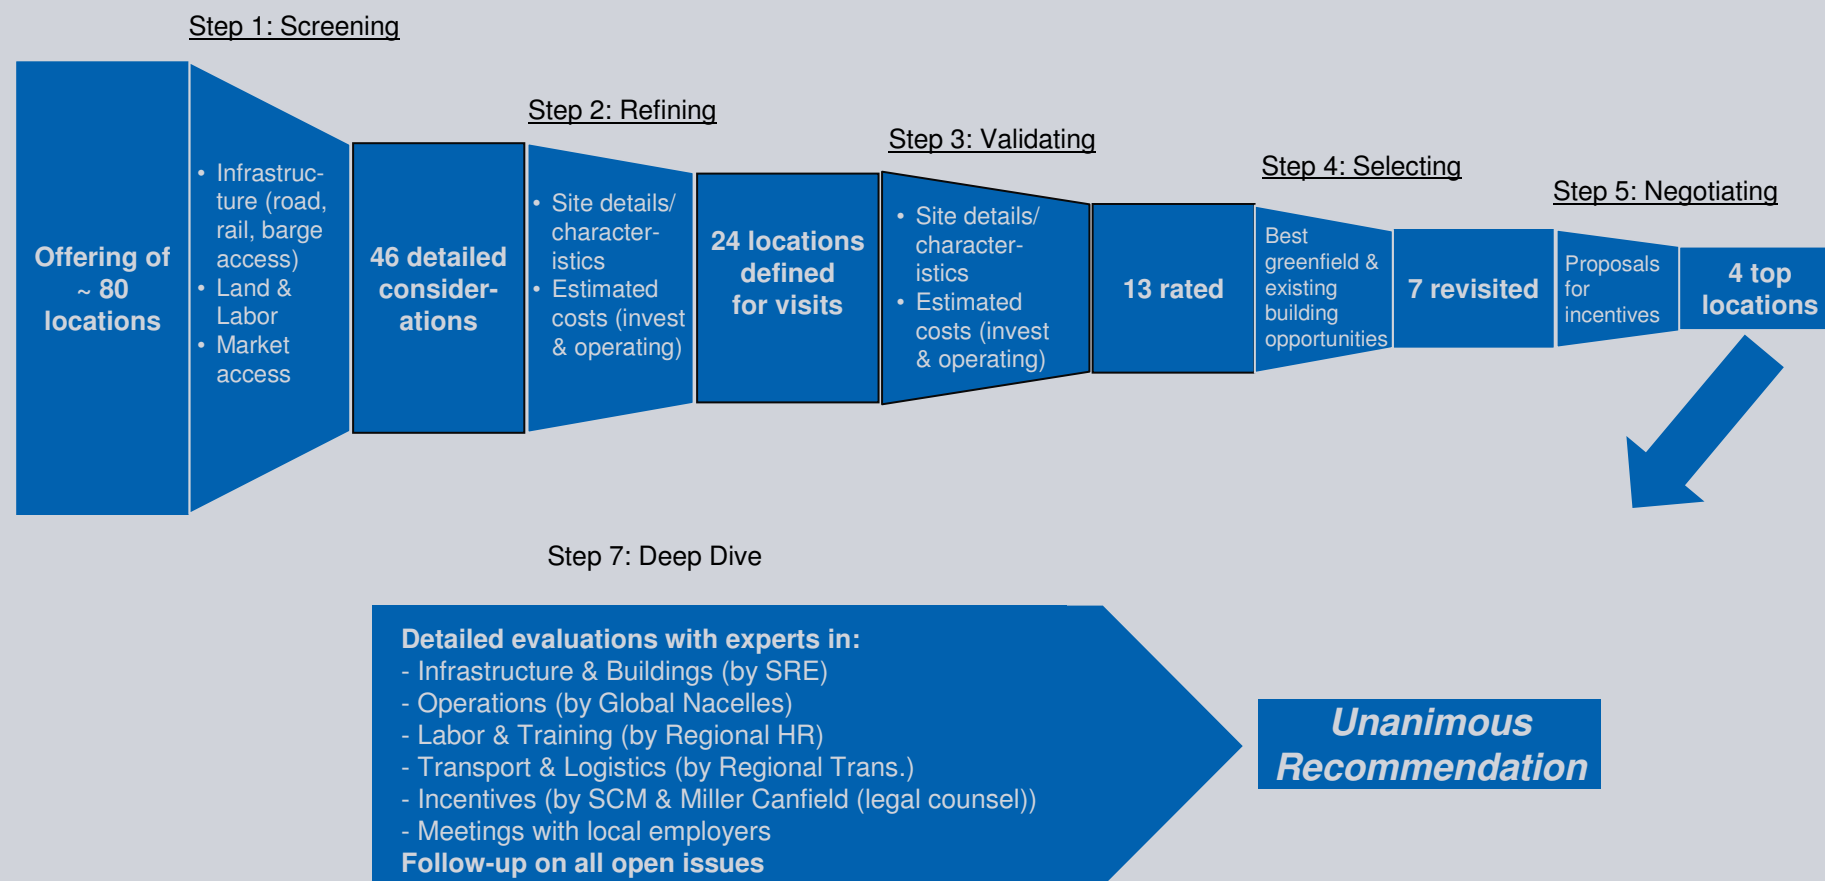 Step 1: Screening
Step 2: Refining
Step 3: Validating
Step 4: Selecting
Step 5: Negotiating
Offering of
~ 80
locations
• Infrastruc-
ture (road,
rail, barge
access)
• Land &
Labor
• Market
access
46 detailed
consider-
ations
• Site details/
character-
istics
• Estimated
costs (invest
& operating)
24 locations
defined
for visits
• Site details/
character-
istics
• Estimated
costs (invest
& operating)
13 rated
Best
greenfield &
existing
building
opportunities
7 revisited
Proposals
for
incentives
4 top
locations
Step 7: Deep Dive
Detailed evaluations with experts in:
- Infrastructure & Buildings (by SRE)
- Operations (by Global Nacelles)
- Labor & Training (by Regional HR)
- Transport & Logistics (by Regional Trans.)
- Incentives (by SCM & Miller Canfield (legal counsel))
- Meetings with local employers
Follow-up on all open issues
Unanimous
Recommendation